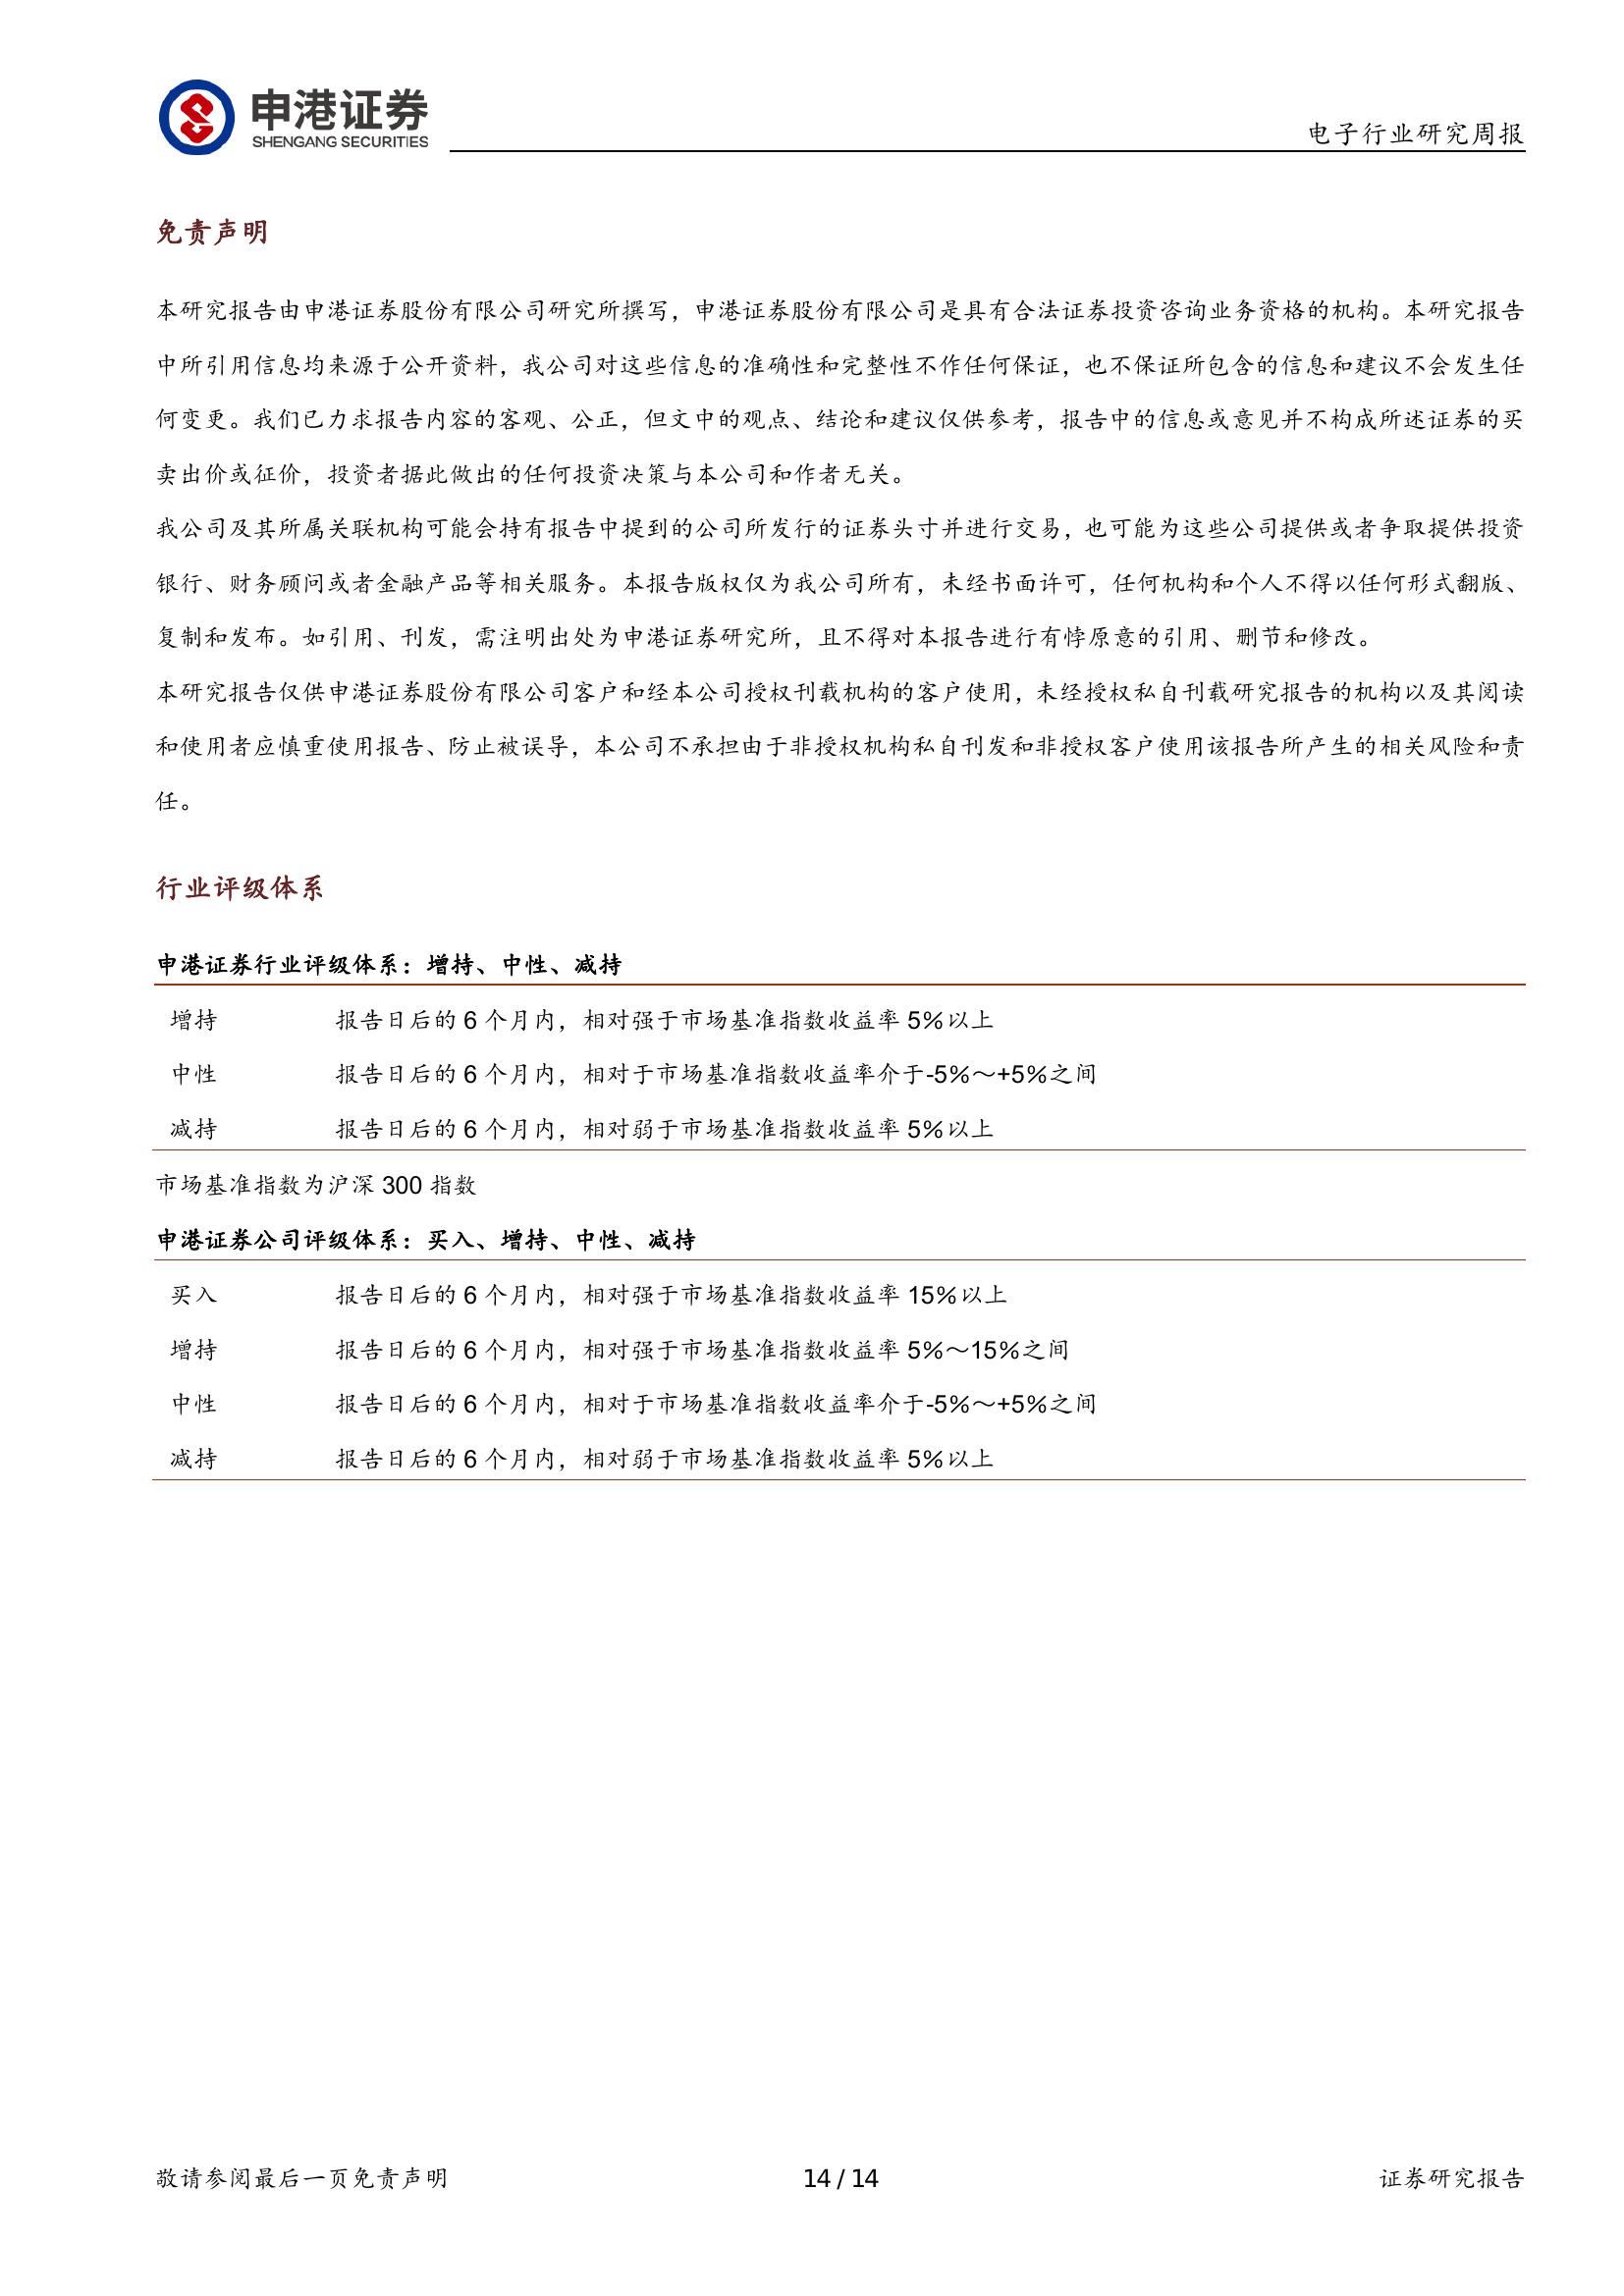 申港证券
SHENGANG SECURITIES
电子行业研究周报
免责声明
本研究报告由申港证券股份有限公司研究所撰写，申港证券股份有限公司是具有合法证券投资咨询业务资格的机构。本研究报告
中所引用信息均来源于公开资料，我公司对这些信息的准确性和完整性不作任何保证，也不保证所包含的信息和建议不会发生任
何变更。我们已力求报告内容的客观、公正，但文中的观点、结论和建议仅供参考，报告中的信息或意见并不构成所述证券的买
卖出价或征价，投资者据此做出的任何投资决策与本公司和作者无关。
我公司及其所属关联机构可能会持有报告中提到的公司所发行的证券头寸并进行交易，也可能为这些公司提供或者争取提供投资
银行、财务顾问或者金融产品等相关服务。本报告版权仅为我公司所有，未经书面许可，任何机构和个人不得以任何形式翻版、
复制和发布。如引用、刊发，需注明出处为申港证券研究所，且不得对本报告进行有悖原意的引用、删节和修改。
本研究报告仅供申港证券股份有限公司客户和经本公司授权刊载机构的客户使用，未经授权私自刊载研究报告的机构以及其阅读
和使用者应慎重使用报告、防止被误导，本公司不承担由于非授权机构私自刊发和非授权客户使用该报告所产生的相关风险和责
任。
行业评级体系
申港证券行业评级体系：增持、中性、减持
增持 报告日后的 6 个月内，相对强于市场基准指数收益率 5%以上
中性 报告日后的 6 个月内，相对于市场基准指数收益率介于-5%～+5%之间
减持 报告日后的 6 个月内，相对弱于市场基准指数收益率 5%以上
市场基准指数为沪深 300 指数
申港证券公司评级体系：买入、增持、中性、减持
买入 报告日后的 6 个月内，相对强于市场基准指数收益率 15%以上
增持 报告日后的 6 个月内，相对强于市场基准指数收益率 5%～15%之间
中性 报告日后的 6 个月内，相对于市场基准指数收益率介于-5%～+5%之间
减持 报告日后的 6 个月内，相对弱于市场基准指数收益率 5%以上
敬请参阅最后一页免责声明 14 / 14 证券研究报告